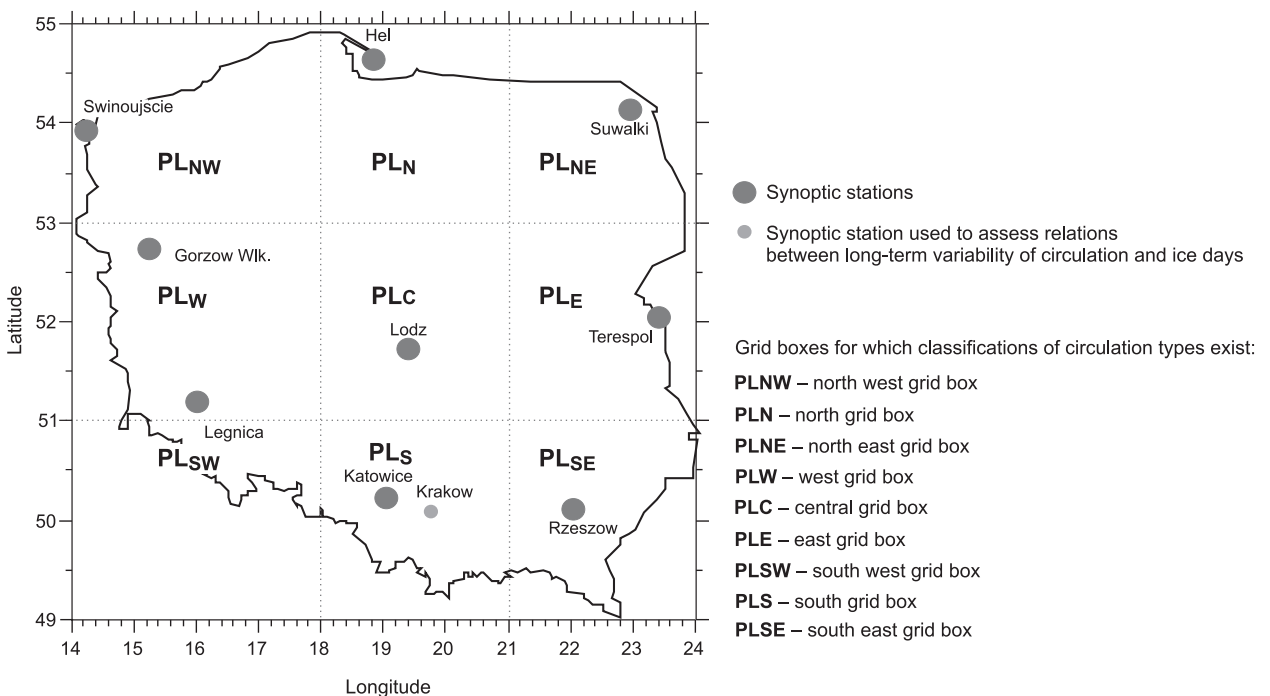 55
Hel
Swinoujscie
54
Suwalki
PLNW
PLN
PLNE
53
Gorzow Wlk.
PLW
PLC
PLE
Latitude
52
Lodz
Terespol
51
Legnica
PLSW
PLS
PLSE
Katowice
Krakow
50
Rzeszow
49
14
15
16
17
18
19
20
21
22
23
24
Longitude
Synoptic stations
Synoptic station used to assess relations
between long-term variability of circulation and ice days
Grid boxes for which classifications of circulation types exist:
PLNW – north west grid box
PLN – north grid box
PLNE – north east grid box
PLW – west grid box
PLC – central grid box
PLE – east grid box
PLSW – south west grid box
PLS – south grid box
PLSE – south east grid box